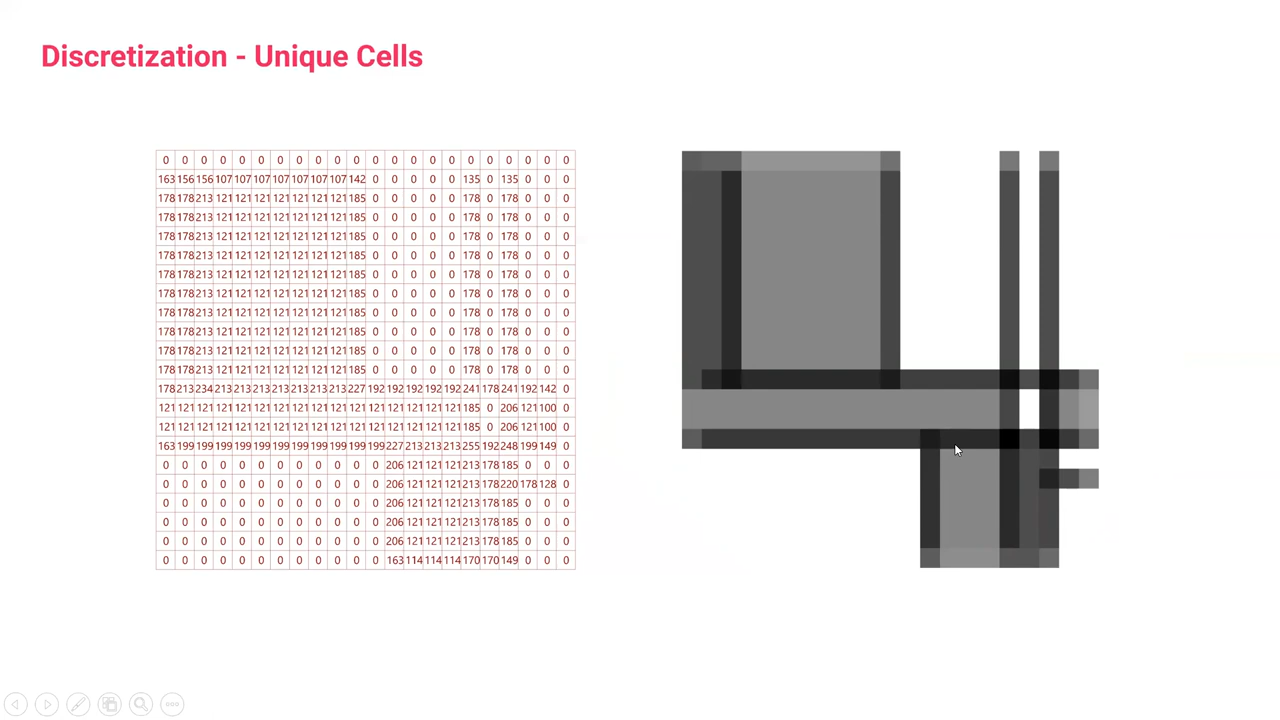 Discretization - Unique Cells
0 0 0 0 0 0 0 0 0 0 0 0 0 0 0 0 0 0 0 0 0 0
163 156 156 107 107 107 107 107 107 107 142 0 0 0 0 0 135 0 135 0 0 0
178 178 213 121 121 121 121 121 121 121 185 0 0 0 0 0 178 0 178 0 0 0
178 178 213 121 121 121 121 121 121 121 185 0 0 0 0 0 178 0 178 0 0 0
178 178 213 121 121 121 121 121 121 121 185 0 0 0 0 0 178 0 178 0 0 0
178 178 213 121 121 121 121 121 121 121 185 0 0 0 0 0 178 0 178 0 0 0
178 178 213 121 121 121 121 121 121 121 185 0 0 0 0 0 178 0 178 0 0 0
178 178 213 121 121 121 121 121 121 121 185 0 0 0 0 0 178 0 178 0 0 0
178 178 213 121 121 121 121 121 121 121 185 0 0 0 0 0 178 0 178 0 0 0
178 178 213 121 121 121 121 121 121 121 185 0 0 0 0 0 178 0 178 0 0 0
178 178 213 121 121 121 121 121 121 121 185 0 0 0 0 0 178 0 178 0 0 0
178 178 213 121 121 121 121 121 121 121 185 0 0 0 0 0 178 0 178 0 0 0
178 213 234 213 213 213 213 213 213 213 227 192 192 192 192 192 241 178 241 192 142 0
121 121 121 121 121 121 121 121 121 121 121 121 121 121 121 121 185 0 206 121 100 0
121 121 121 121 121 121 121 121 121 121 121 121 121 121 121 121 185 0 206 121 100 0
163 199 199 199 199 199 199 199 199 199 199 199 227 213 213 213 255 192 248 199 149 0
0 0 0 0 0 0 0 0 0 0 0 0 206 121 121 121 213 178 185 0 0 0
0 0 0 0 0 0 0 0 0 0 0 0 206 121 121 121 213 178 220 178 128 0
0 0 0 0 0 0 0 0 0 0 0 0 206 121 121 121 213 178 185 0 0 0
0 0 0 0 0 0 0 0 0 0 0 0 206 121 121 121 213 178 185 0 0 0
0 0 0 0 0 0 0 0 0 0 0 0 206 121 121 121 213 178 185 0 0 0
0 0 0 0 0 0 0 0 0 0 0 0 163 114 114 114 170 170 149 0 0 0